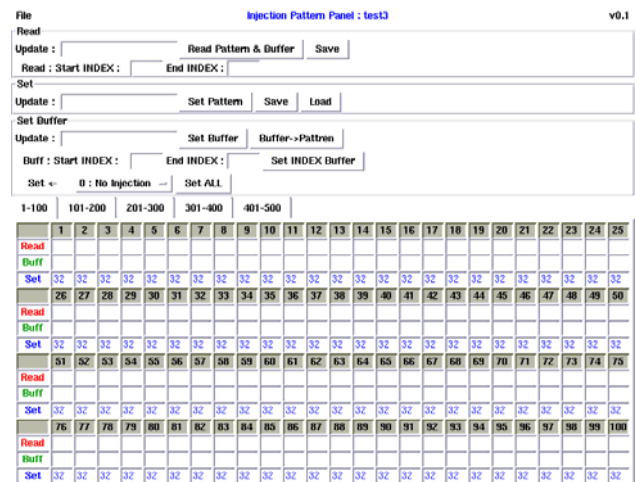 File Injection Pattern Panel : test3 v0.1
Read
Update : Read Pattern & Buffer Save
Read : Start INDEX : End INDEX :
Set
Update : Set Pattern Save Load
Set Buffer
Update : Set Buffer Buffer->Pattren
Buff : Start INDEX : End INDEX : Set INDEX Buffer
Set <- 0 : No Injection Set ALL
1-100 101-200 201-300 301-400 401-500
1 2 3 4 5 6 7 8 9 10 11 12 13 14 15 16 17 18 19 20 21 22 23 24 25
Read
Buff
Set 32 32 32 32 32 32 32 32 32 32 32 32 32 32 32 32 32 32 32 32 32 32 32 32 32
26 27 28 29 30 31 32 33 34 35 36 37 38 39 40 41 42 43 44 45 46 47 48 49 50
Read
Buff
Set 32 32 32 32 32 32 32 32 32 32 32 32 32 32 32 32 32 32 32 32 32 32 32 32 32
51 52 53 54 55 56 57 58 59 60 61 62 63 64 65 66 67 68 69 70 71 72 73 74 75
Read
Buff
Set 32 32 32 32 32 32 32 32 32 32 32 32 32 32 32 32 32 32 32 32 32 32 32 32 32
76 77 78 79 80 81 82 83 84 85 86 87 88 89 90 91 92 93 94 95 96 97 98 99 100
Read
Buff
Set 32 32 32 32 32 32 32 32 32 32 32 32 32 32 32 32 32 32 32 32 32 32 32 32 32